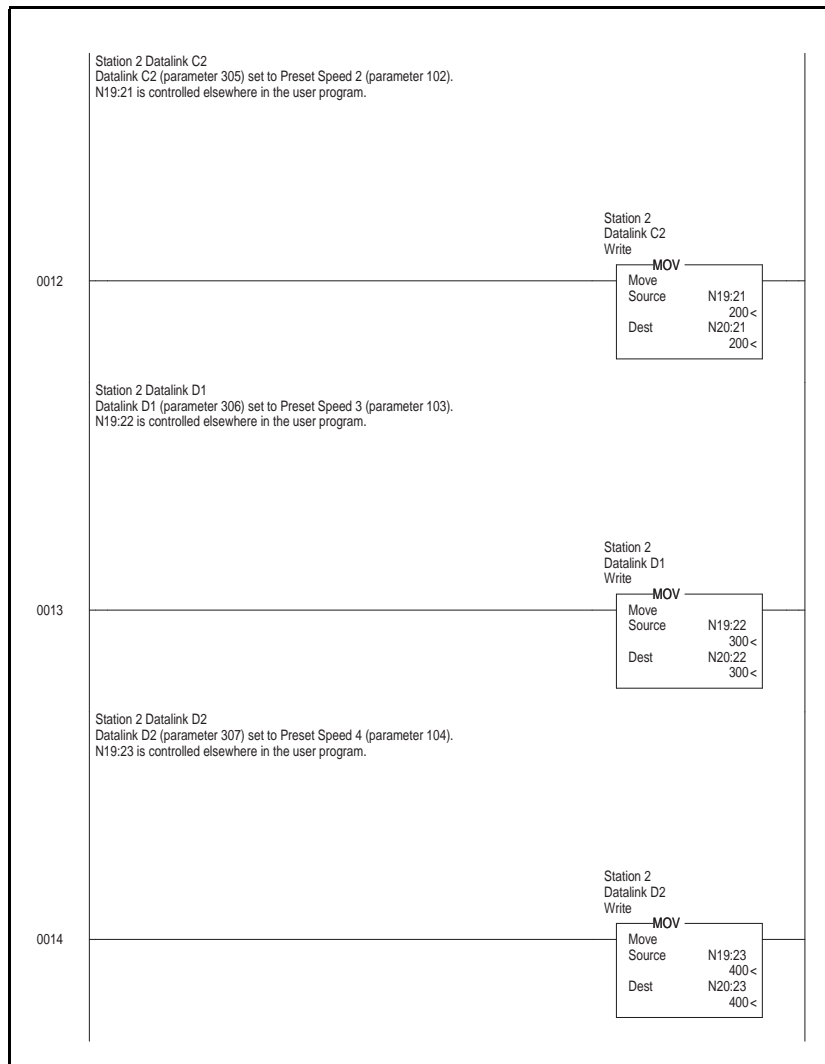 Station 2 Datalink C2
Datalink C2 (parameter 305) set to Preset Speed 2 (parameter 102).
N19:21 is controlled elsewhere in the user program.
Station 2
Datalink C2
Write
MOV
0012
Move
Source N19:21
200<
Dest N20:21
200<
Station 2 Datalink D1
Datalink D1 (parameter 306) set to Preset Speed 3 (parameter 103).
N19:22 is controlled elsewhere in the user program.
Station 2
Datalink D1
Write
MOV
0013
Move
Source N19:22
300<
Dest N20:22
300<
Station 2 Datalink D2
Datalink D2 (parameter 307) set to Preset Speed 4 (parameter 104).
N19:23 is controlled elsewhere in the user program.
Station 2
Datalink D2
Write
MOV
0014
Move
Source N19:23
400<
Dest N20:23
400<